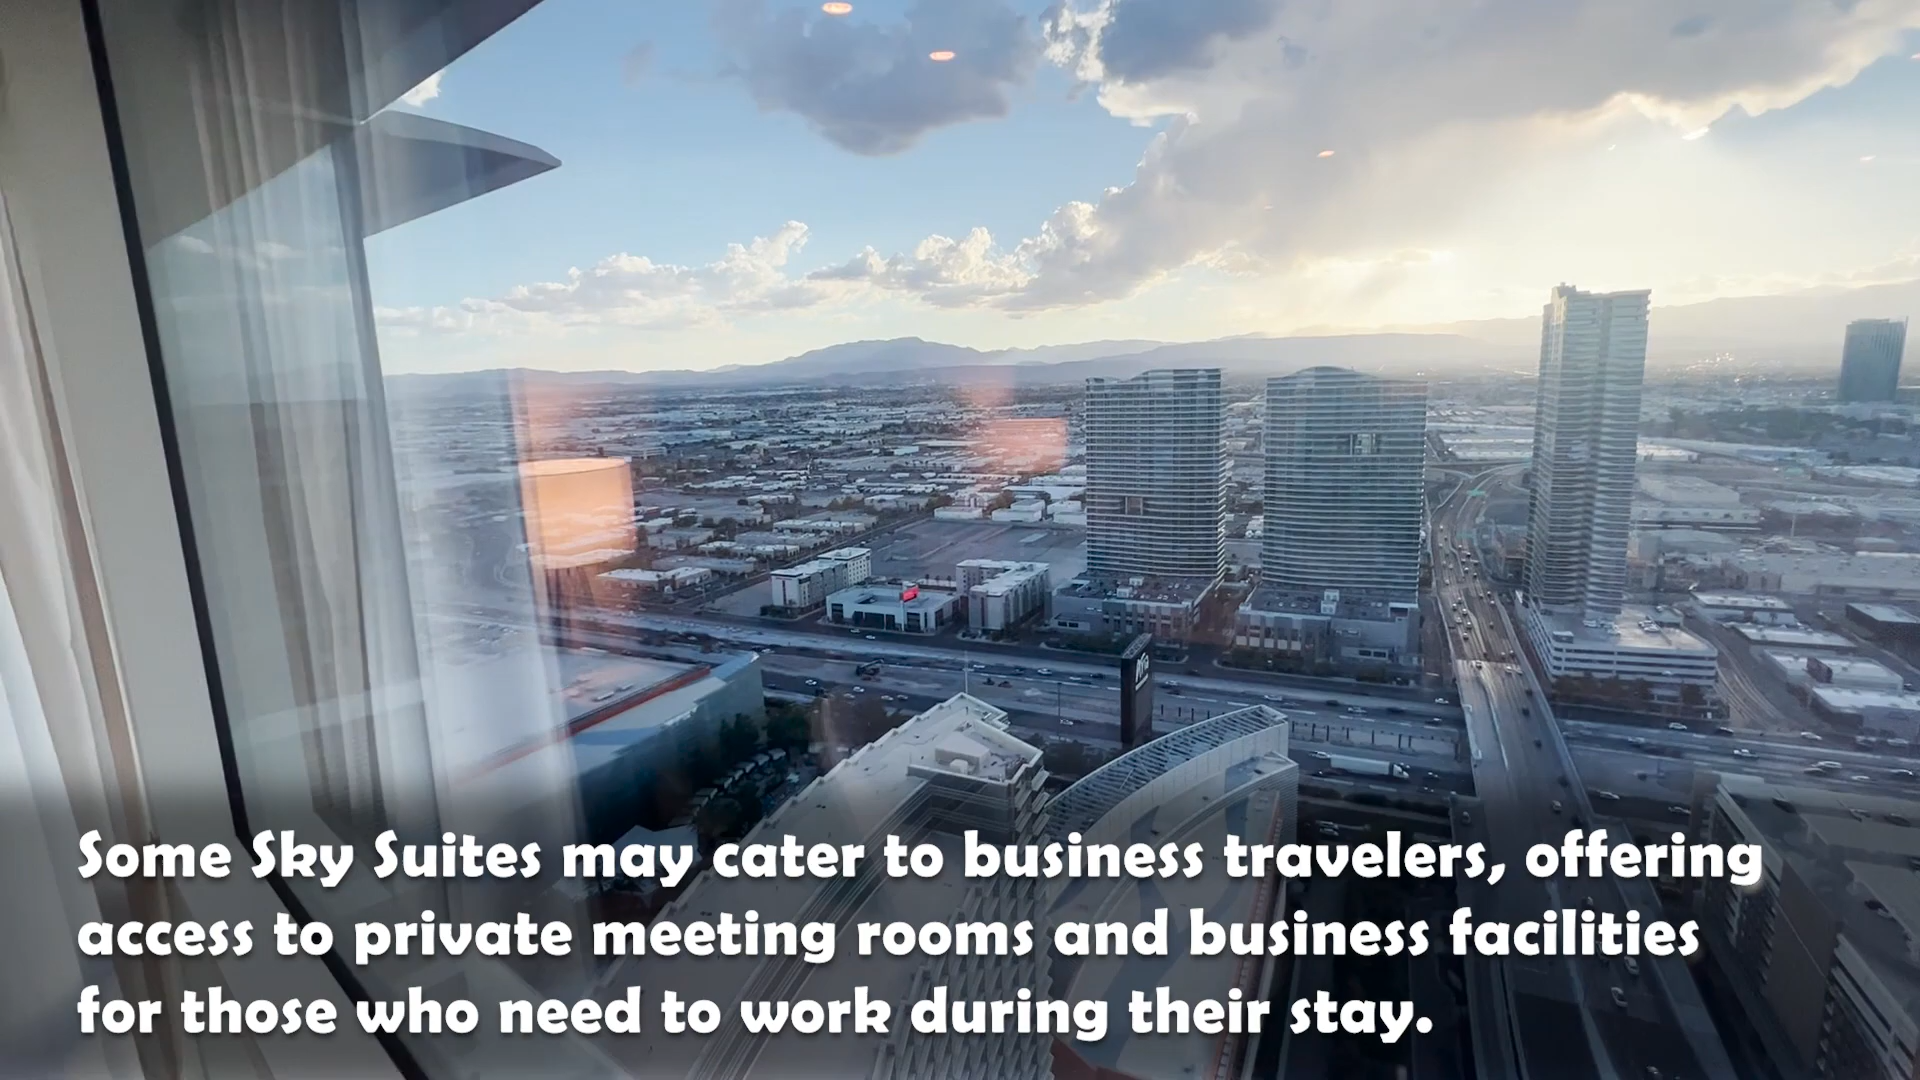 Aria
Some Sky Suites may cater to business travelers, offering
access to private meeting rooms and business facilities
for those who need to work during their stay.